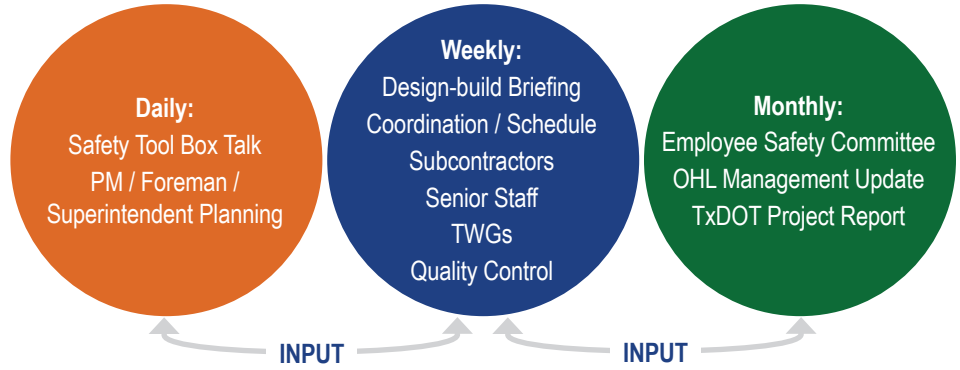 Daily:
Safety Tool Box Talk
PM / Foreman /
Superintendent Planning
Weekly:
Design-build Briefing
Coordination / Schedule
Subcontractors
Senior Staff
TWGs
Quality Control
Monthly:
Employee Safety Committee
OHL Management Update
TxDOT Project Report
INPUT
INPUT